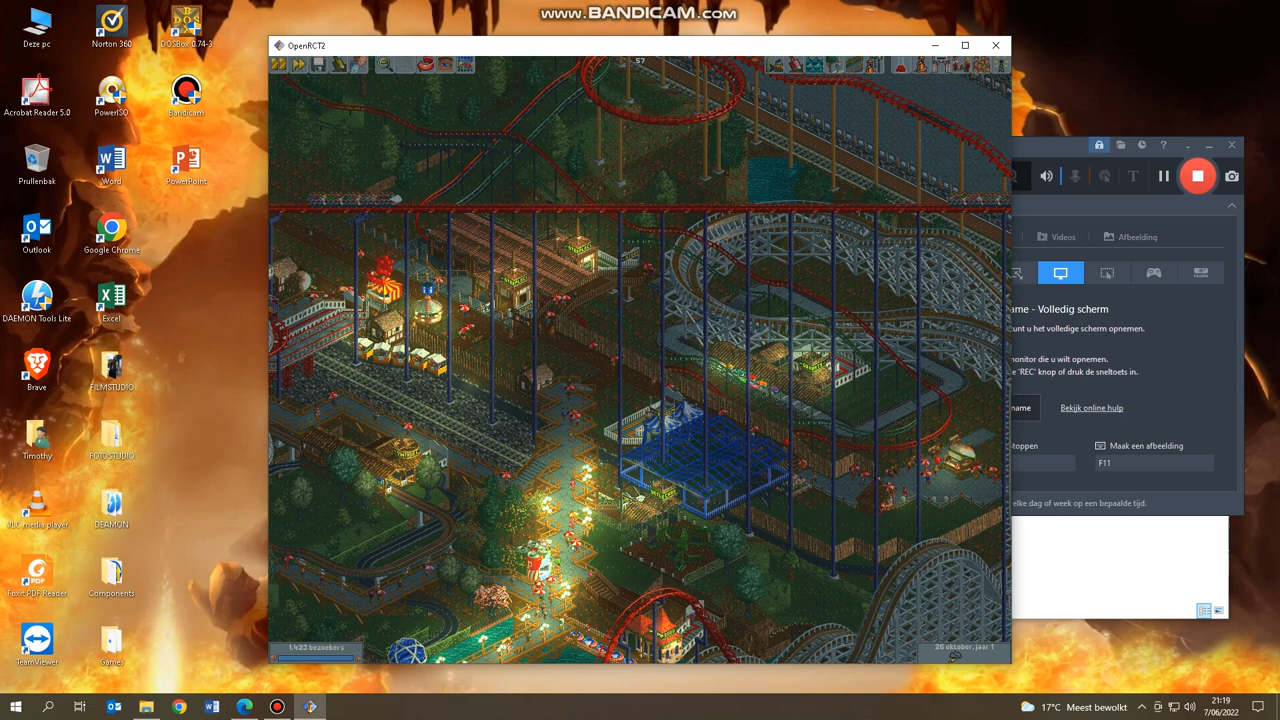 www.BANDICAM.com
Deze pc
Norton 360
DOSBox 0.74-3
Acrobat Reader 5.0
PowerISO
Bandicam
Prullenbak
Word
PowerPoint
Outlook
Google Chrome
DAEMON Tools Lite
Excel
Brave
FILMSTUDIO
Timothy
FOTOSTUDIO
VLC media player
DEAMON
Foxit PDF Reader
Components
TeamViewer
Games
OpenRCT2
57
1.423 bezoekers
26 oktober, jaar 1
Videos
Afbeelding
ame - Volledig scherm
unt u het volledige scherm opnemen.
monitor die u wilt opnemen.
e 'REC' knop of druk de sneltoets in.
name
Bekijk online hulp
stoppen
Maak een afbeelding
F11
elke dag of week op een bepaalde tijd.
17°C Meest bewolkt
21:19
7/06/2022